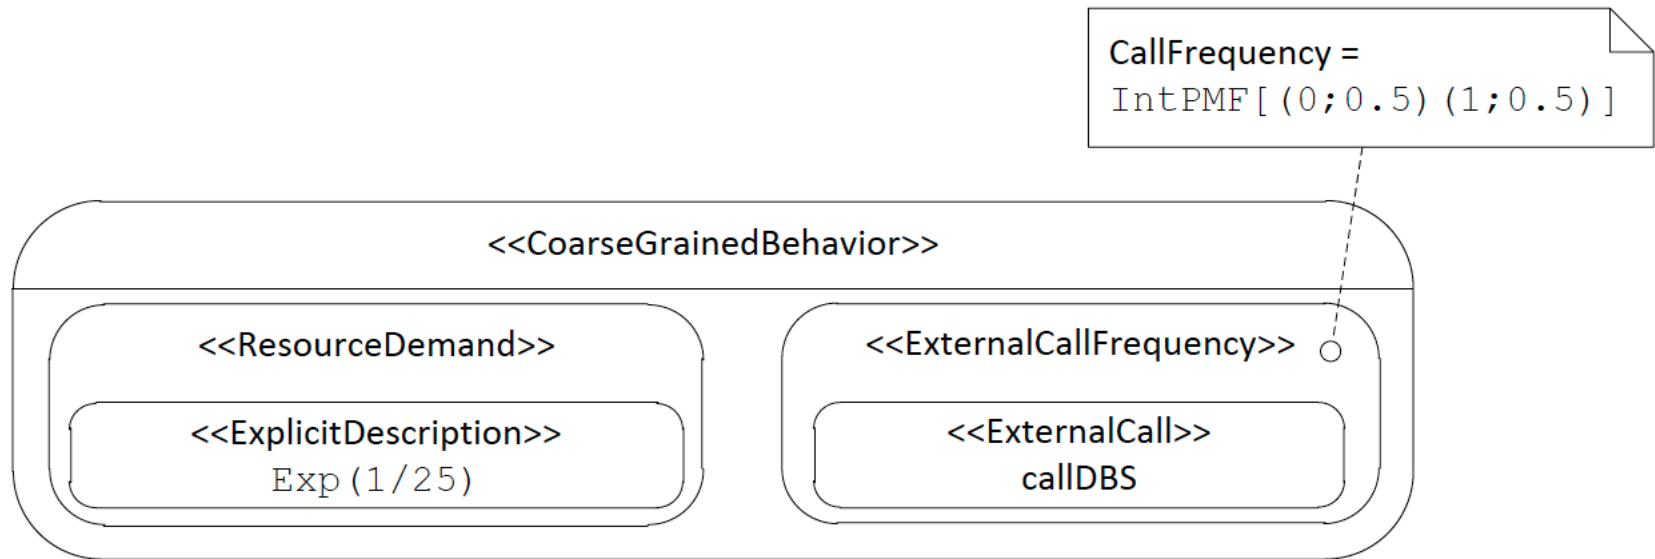 CallFrequency =
IntPMF[(0;0.5)(1;0.5)]
<<CoarseGrainedBehavior>>
<<ResourceDemand>>
<<ExplicitDescription>>
Exp(1/25)
<<ExternalCallFrequency>>
<<ExternalCall>>
callDBS